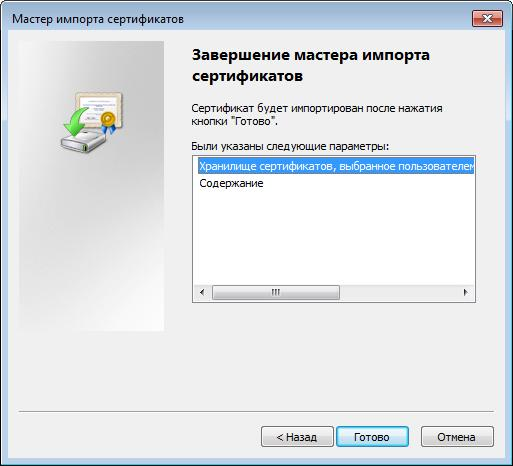 Мастер импорта сертификатов
Завершение мастера импорта
сертификатов
Сертификат будет импортирован после нажатия
кнопки "Готово".
Были указаны следующие параметры:
Хранилище сертификатов, выбранное пользователем
Содержание
< Назад
Готово
Отмена